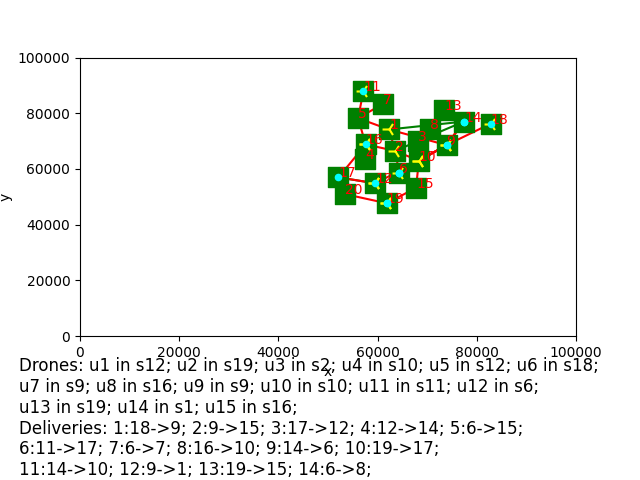 100000
80000
60000
40000
20000
0
y
0 20000 40000 60000 80000 100000
x
Drones: u1 in s12; u2 in s19; u3 in s2; u4 in s10; u5 in s12; u6 in s18;
u7 in s9; u8 in s16; u9 in s9; u10 in s10; u11 in s11; u12 in s6;
u13 in s19; u14 in s1; u15 in s16;
Deliveries: 1:18->9; 2:9->15; 3:17->12; 4:12->14; 5:6->15;
6:11->17; 7:6->7; 8:16->10; 9:14->6; 10:19->17;
11:14->10; 12:9->1; 13:19->15; 14:6->8;